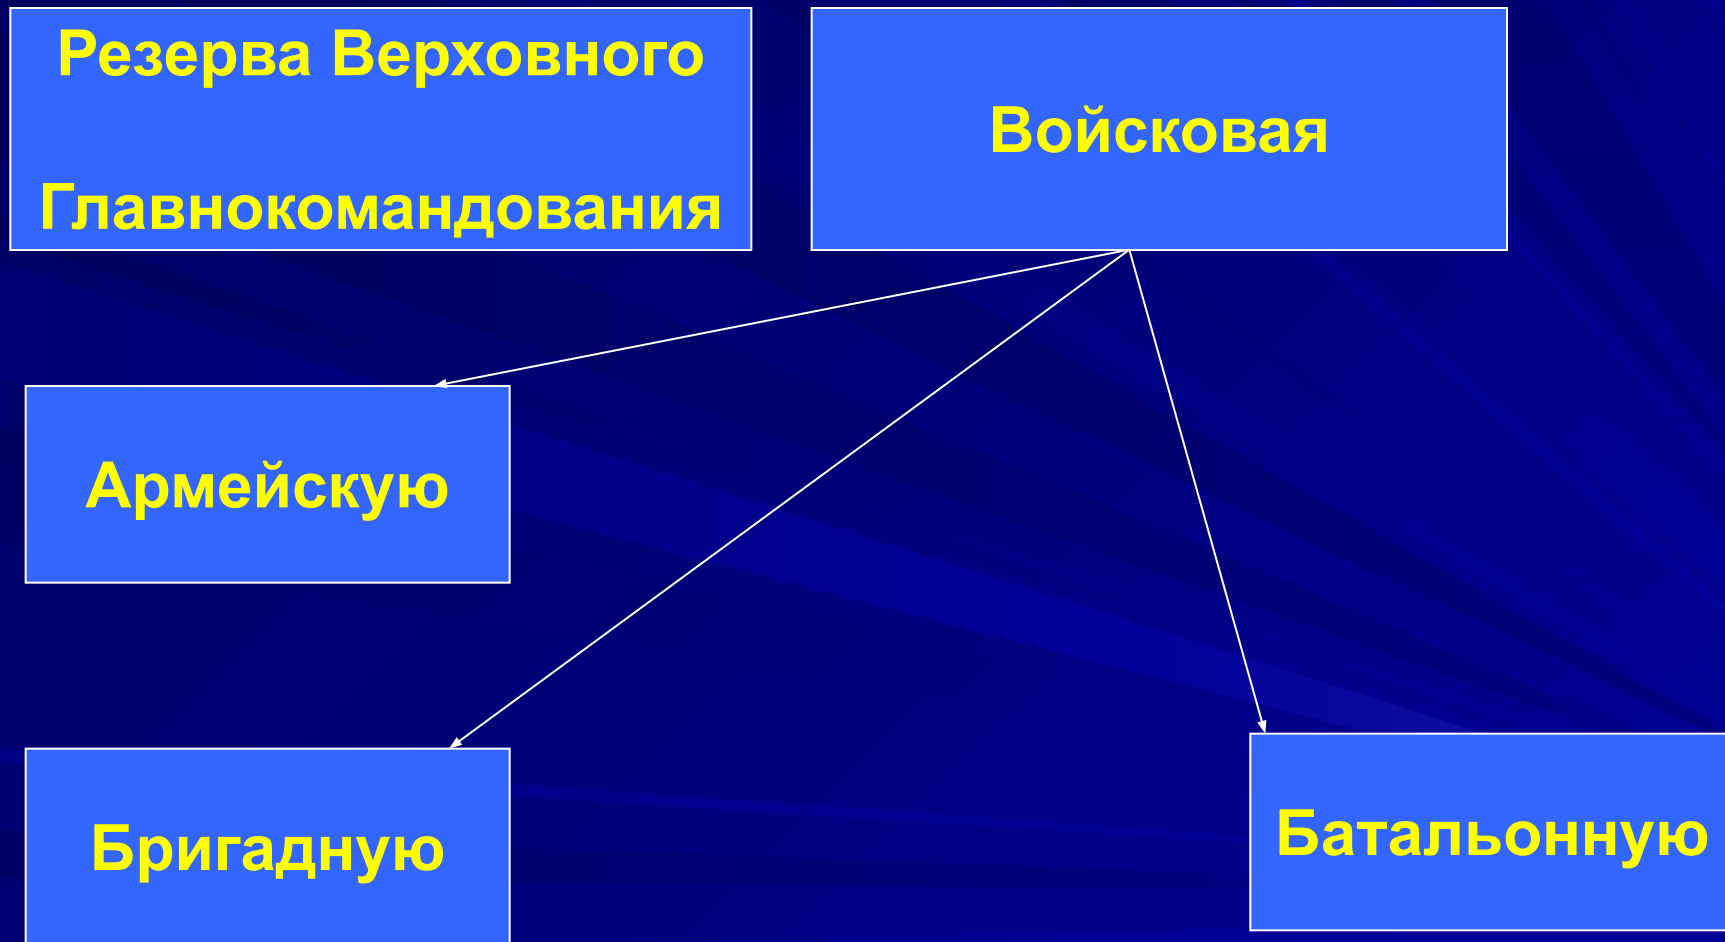 Резерва Верховного
Главнокомандования
Войсковая
Армейскую
Бригадную
Батальонную